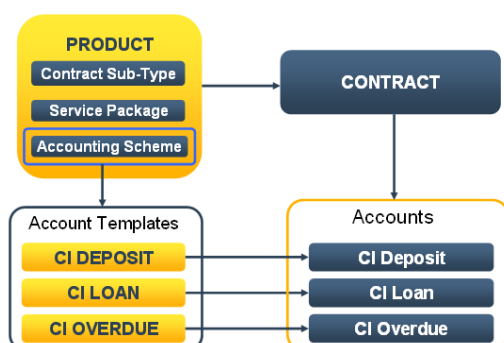 PRODUCT
Contract Sub-Type
Service Package
Accounting Scheme
CONTRACT
Account Templates
CI DEPOSIT
CI LOAN
CI OVERDUE
Accounts
CI Deposit
CI Loan
CI Overdue